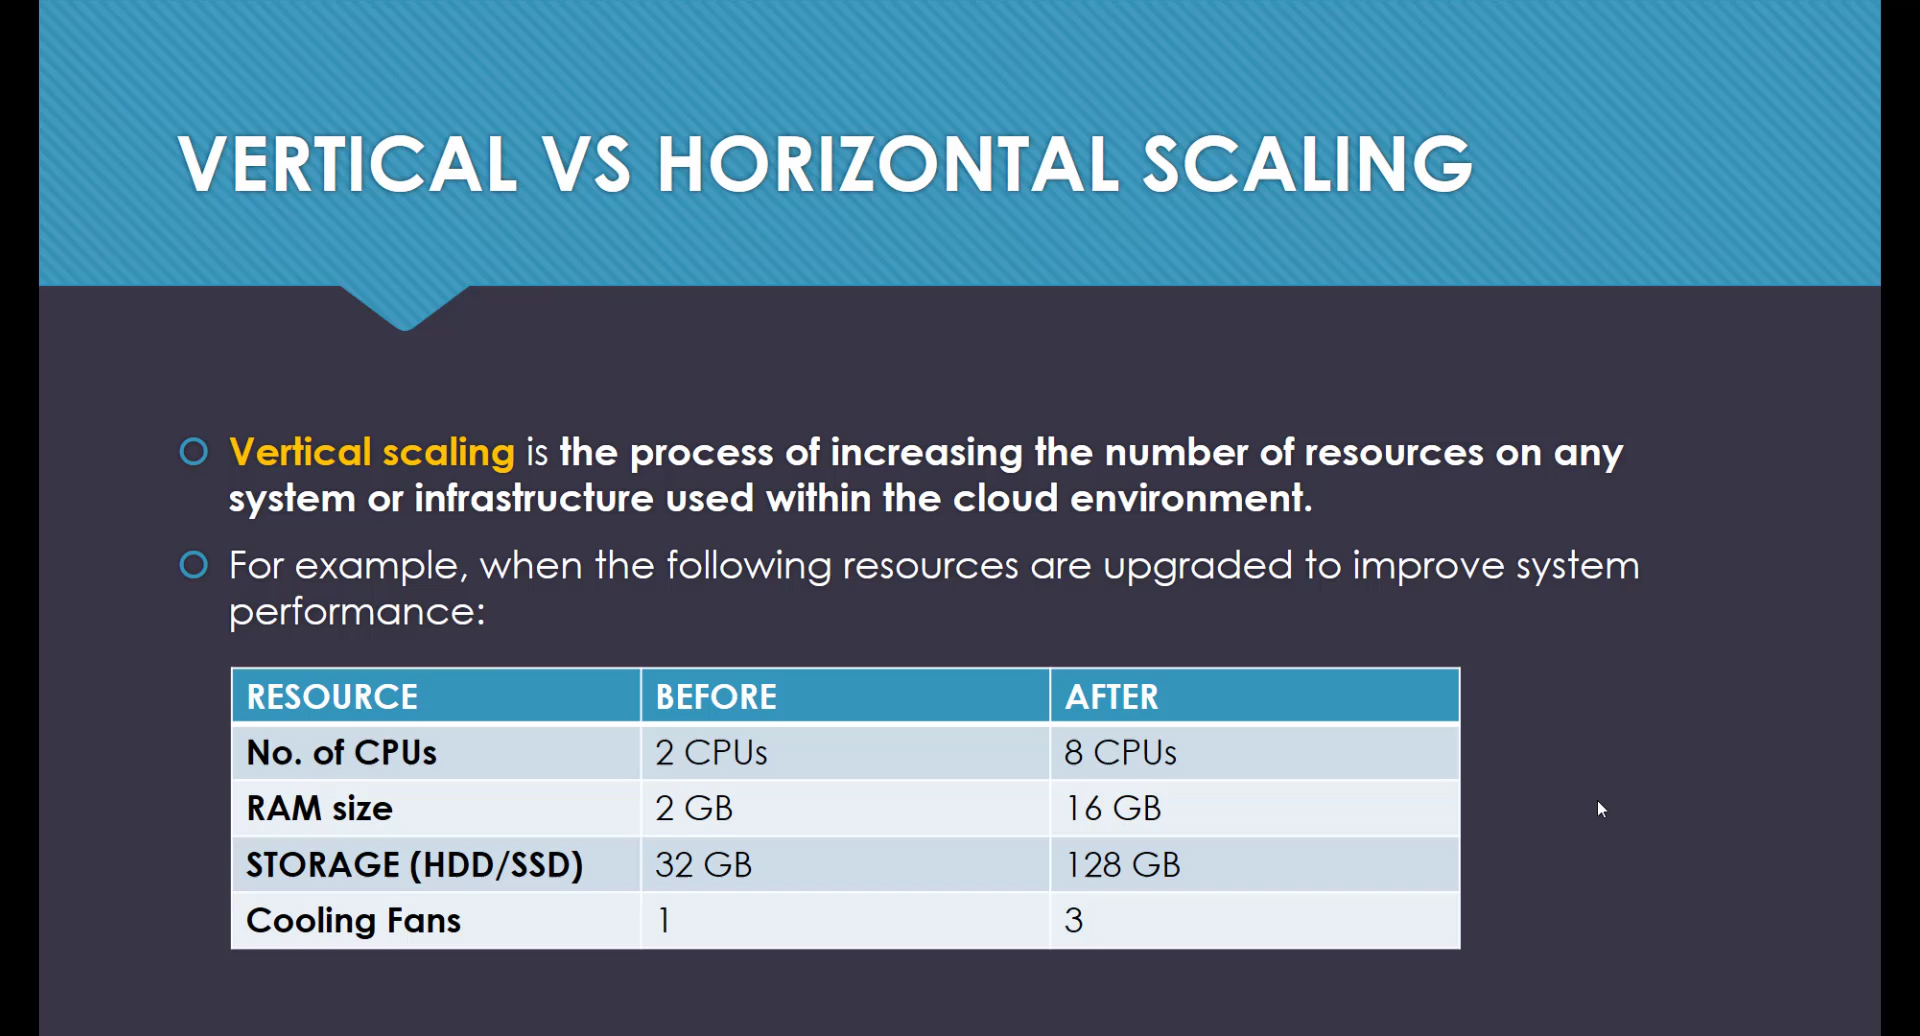 VERTICAL VS HORIZONTAL SCALING
Vertical scaling is the process of increasing the number of resources on any
system or infrastructure used within the cloud environment.
For example, when the following resources are upgraded to improve system
performance:
RESOURCE BEFORE AFTER
No. of CPUs 2 CPUs 8 CPUs
RAM size 2 GB 16 GB
STORAGE (HDD/SSD) 32 GB 128 GB
Cooling Fans 1 3